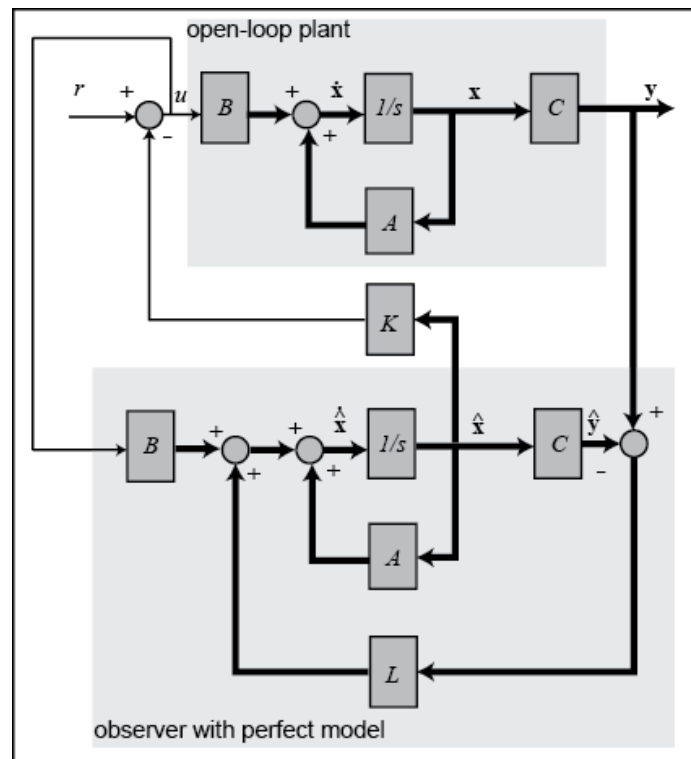 open-loop plant
r + u B + ẋ 1/s x C y
- +
A
K
B + + x̂̇ 1/s x̂ C ŷ +
+ + -
A
L
observer with perfect model